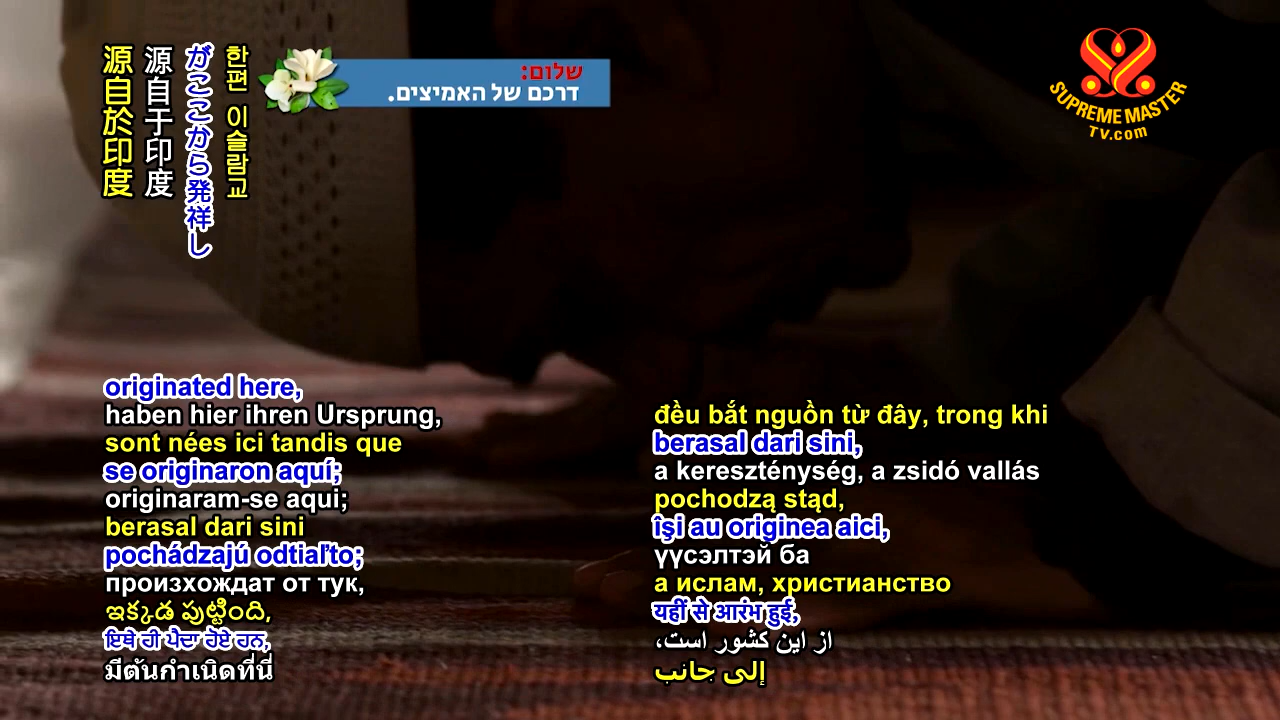 源自於印度
源自于印度
がここから発祥し
한편 이슬람교
שלום:
דרכם של האמיצים.
SUPREME MASTER
TV.com
originated here,
haben hier ihren Ursprung,
sont nées ici tandis que
se originaron aquí;
originaram-se aqui;
berasal dari sini
pochádzajú odtiaľto;
произхождат от тук,
ఇక్కడ పుట్టింది,
ਇਥੇ ਹੀ ਪੈਦਾ ਹੋਏ ਹਨ,
มีต้นกำเนิดที่นี่
đều bắt nguồn từ đây, trong khi
berasal dari sini,
a kereszténység, a zsidó vallás
pochodzą stąd,
îşi au originea aici,
үүсэлтэй ба
а ислам, христианство
यहीं से आरंभ हुई,
از این کشور است،
إلى جانب